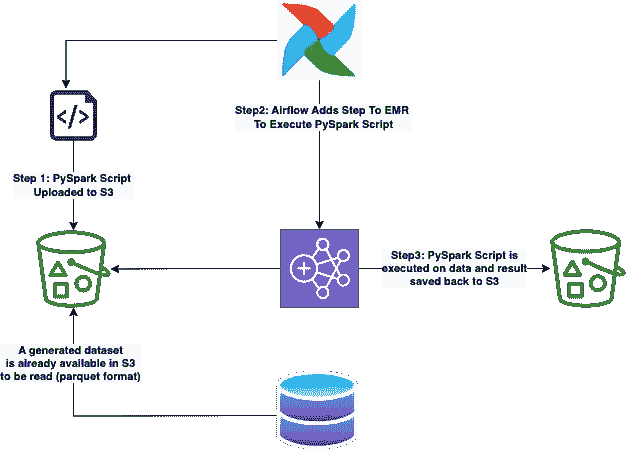 Step2: Airflow Adds Step To EMR
To Execute PySpark Script
</>
Step 1: PySpark Script
Uploaded to S3
Step3: PySpark Script is
executed on data and result
saved back to S3
A generated dataset
is already available in S3
to be read (parquet format)